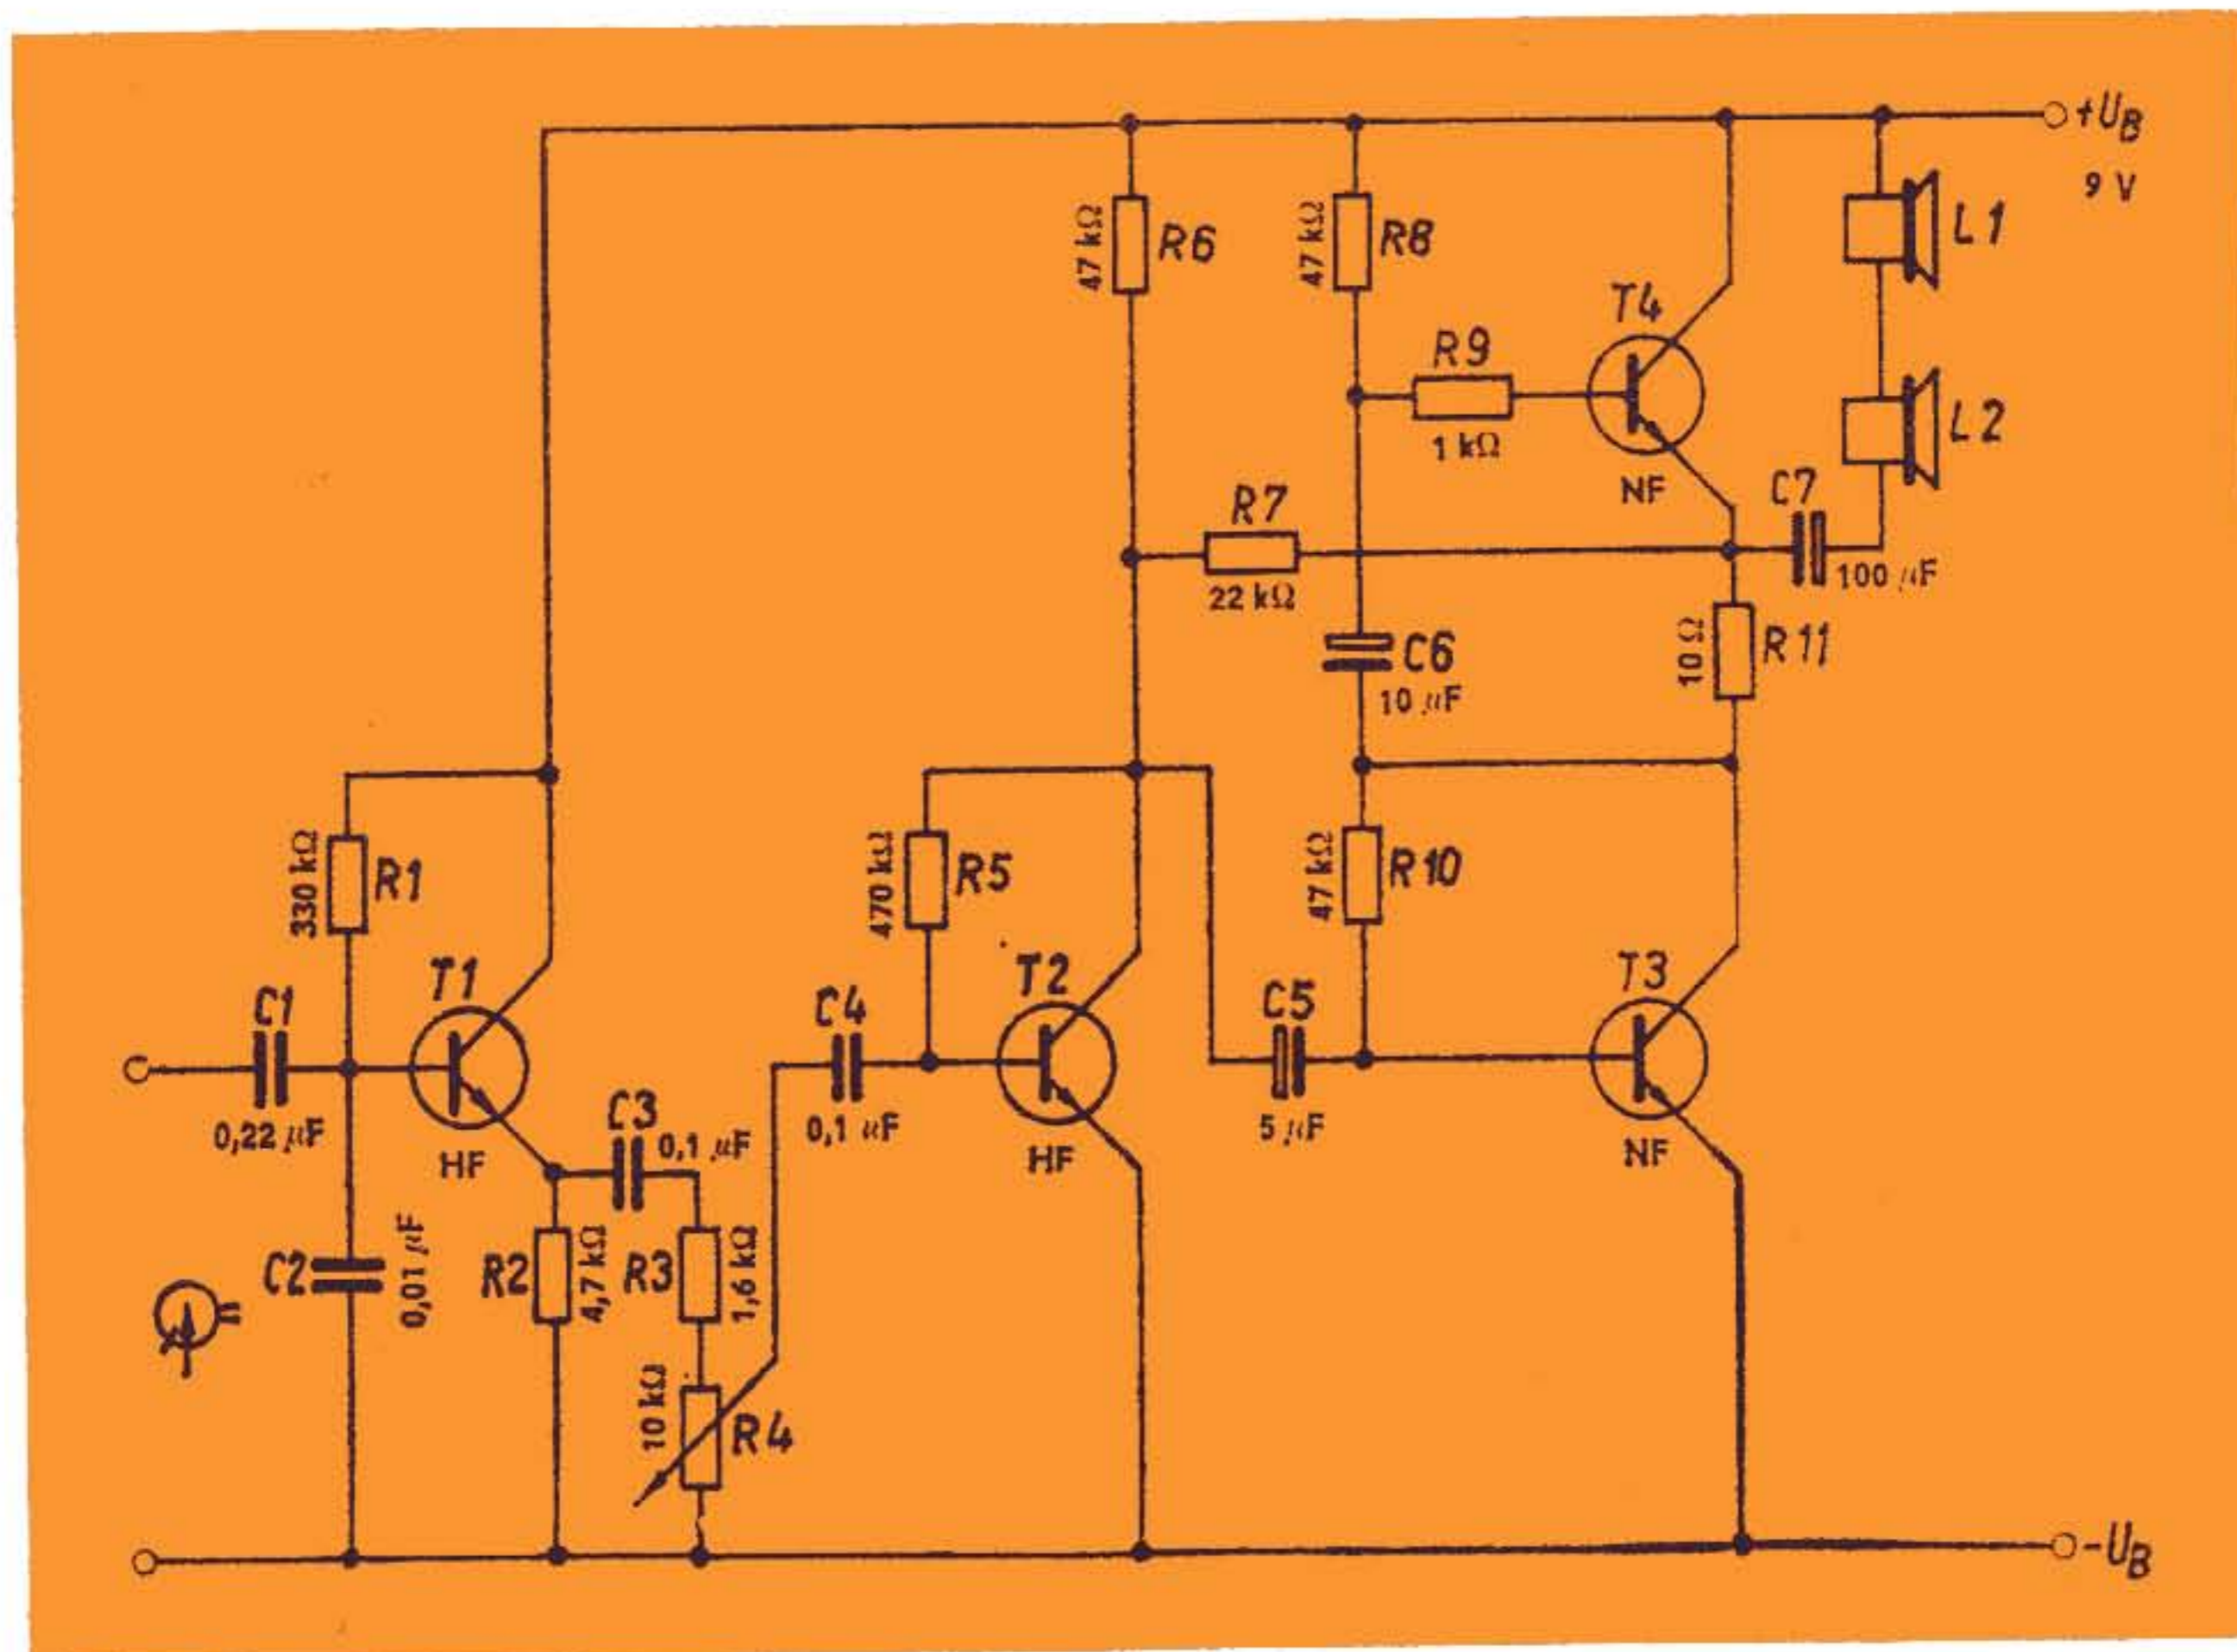 +UB
9 V
47 kΩ
R6
47 kΩ
R8
L1
T4
R9
1 kΩ
L2
NF
C7
R7
22 kΩ
100 µF
10 Ω
R11
C6
10 µF
330 kΩ
R1
470 kΩ
R5
47 kΩ
R10
T1
T2
T3
C1
C4
C5
0,22 µF
HF
C3
0,1 µF
0,1 µF
HF
5 µF
NF
C2
0,01 µF
R2
4,7 kΩ
R3
1,6 kΩ
10 kΩ
R4
-UB